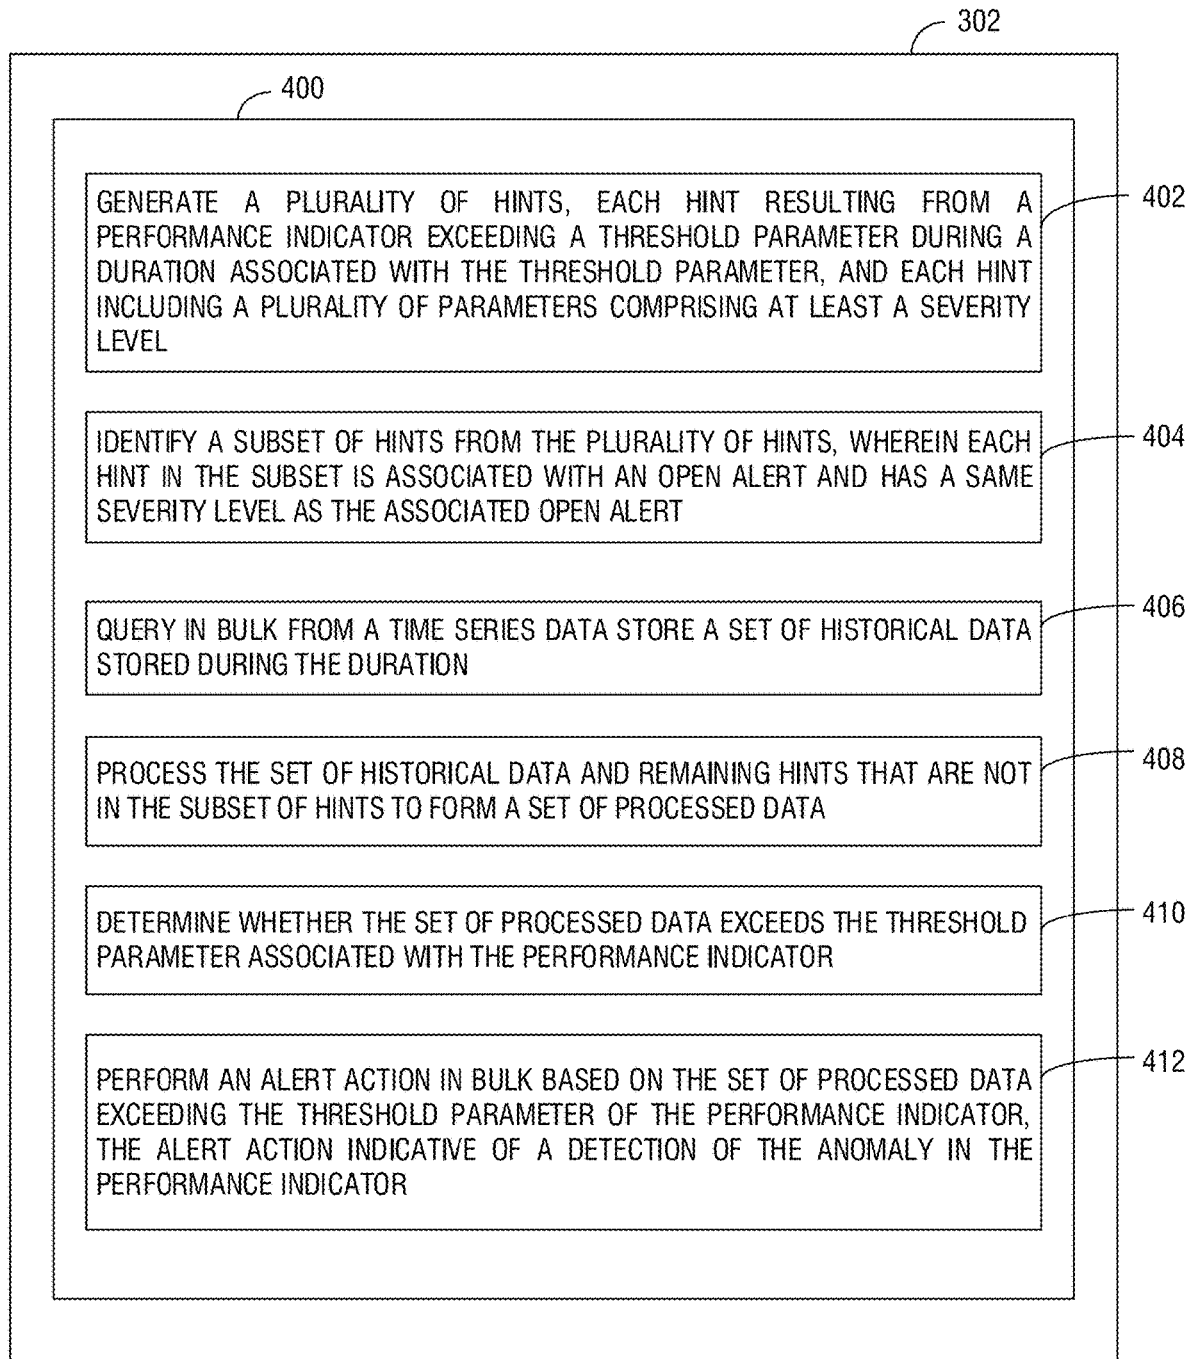 302
400
GENERATE A PLURALITY OF HINTS, EACH HINT RESULTING FROM A
PERFORMANCE INDICATOR EXCEEDING A THRESHOLD PARAMETER DURING A
DURATION ASSOCIATED WITH THE THRESHOLD PARAMETER, AND EACH HINT
INCLUDING A PLURALITY OF PARAMETERS COMPRISING AT LEAST A SEVERITY
LEVEL
402
IDENTIFY A SUBSET OF HINTS FROM THE PLURALITY OF HINTS, WHEREIN EACH
HINT IN THE SUBSET IS ASSOCIATED WITH AN OPEN ALERT AND HAS A SAME
SEVERITY LEVEL AS THE ASSOCIATED OPEN ALERT
404
QUERY IN BULK FROM A TIME SERIES DATA STORE A SET OF HISTORICAL DATA
STORED DURING THE DURATION
406
PROCESS THE SET OF HISTORICAL DATA AND REMAINING HINTS THAT ARE NOT
IN THE SUBSET OF HINTS TO FORM A SET OF PROCESSED DATA
408
DETERMINE WHETHER THE SET OF PROCESSED DATA EXCEEDS THE THRESHOLD
PARAMETER ASSOCIATED WITH THE PERFORMANCE INDICATOR
410
PERFORM AN ALERT ACTION IN BULK BASED ON THE SET OF PROCESSED DATA
EXCEEDING THE THRESHOLD PARAMETER OF THE PERFORMANCE INDICATOR,
THE ALERT ACTION INDICATIVE OF A DETECTION OF THE ANOMALY IN THE
PERFORMANCE INDICATOR
412